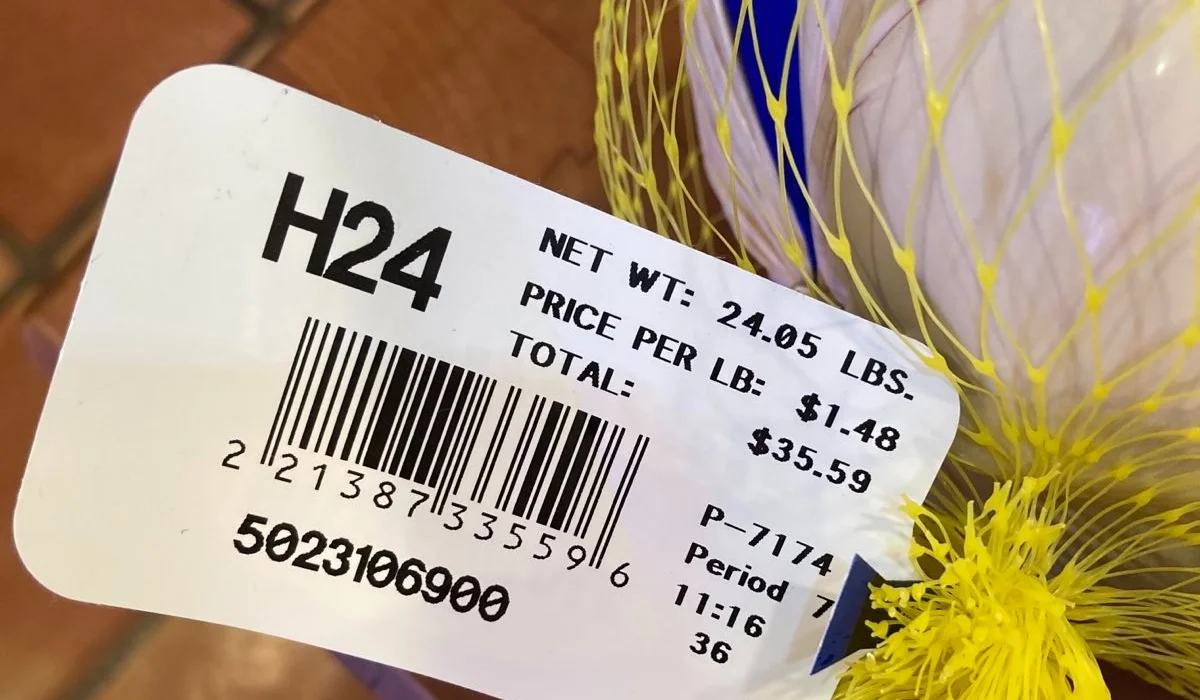 H24
NET WT: 24.05 LBS.
PRICE PER LB: $1.48
TOTAL: $35.59
2 21387 33559 6
5023106900
P-7174
Period 7
11:16
36